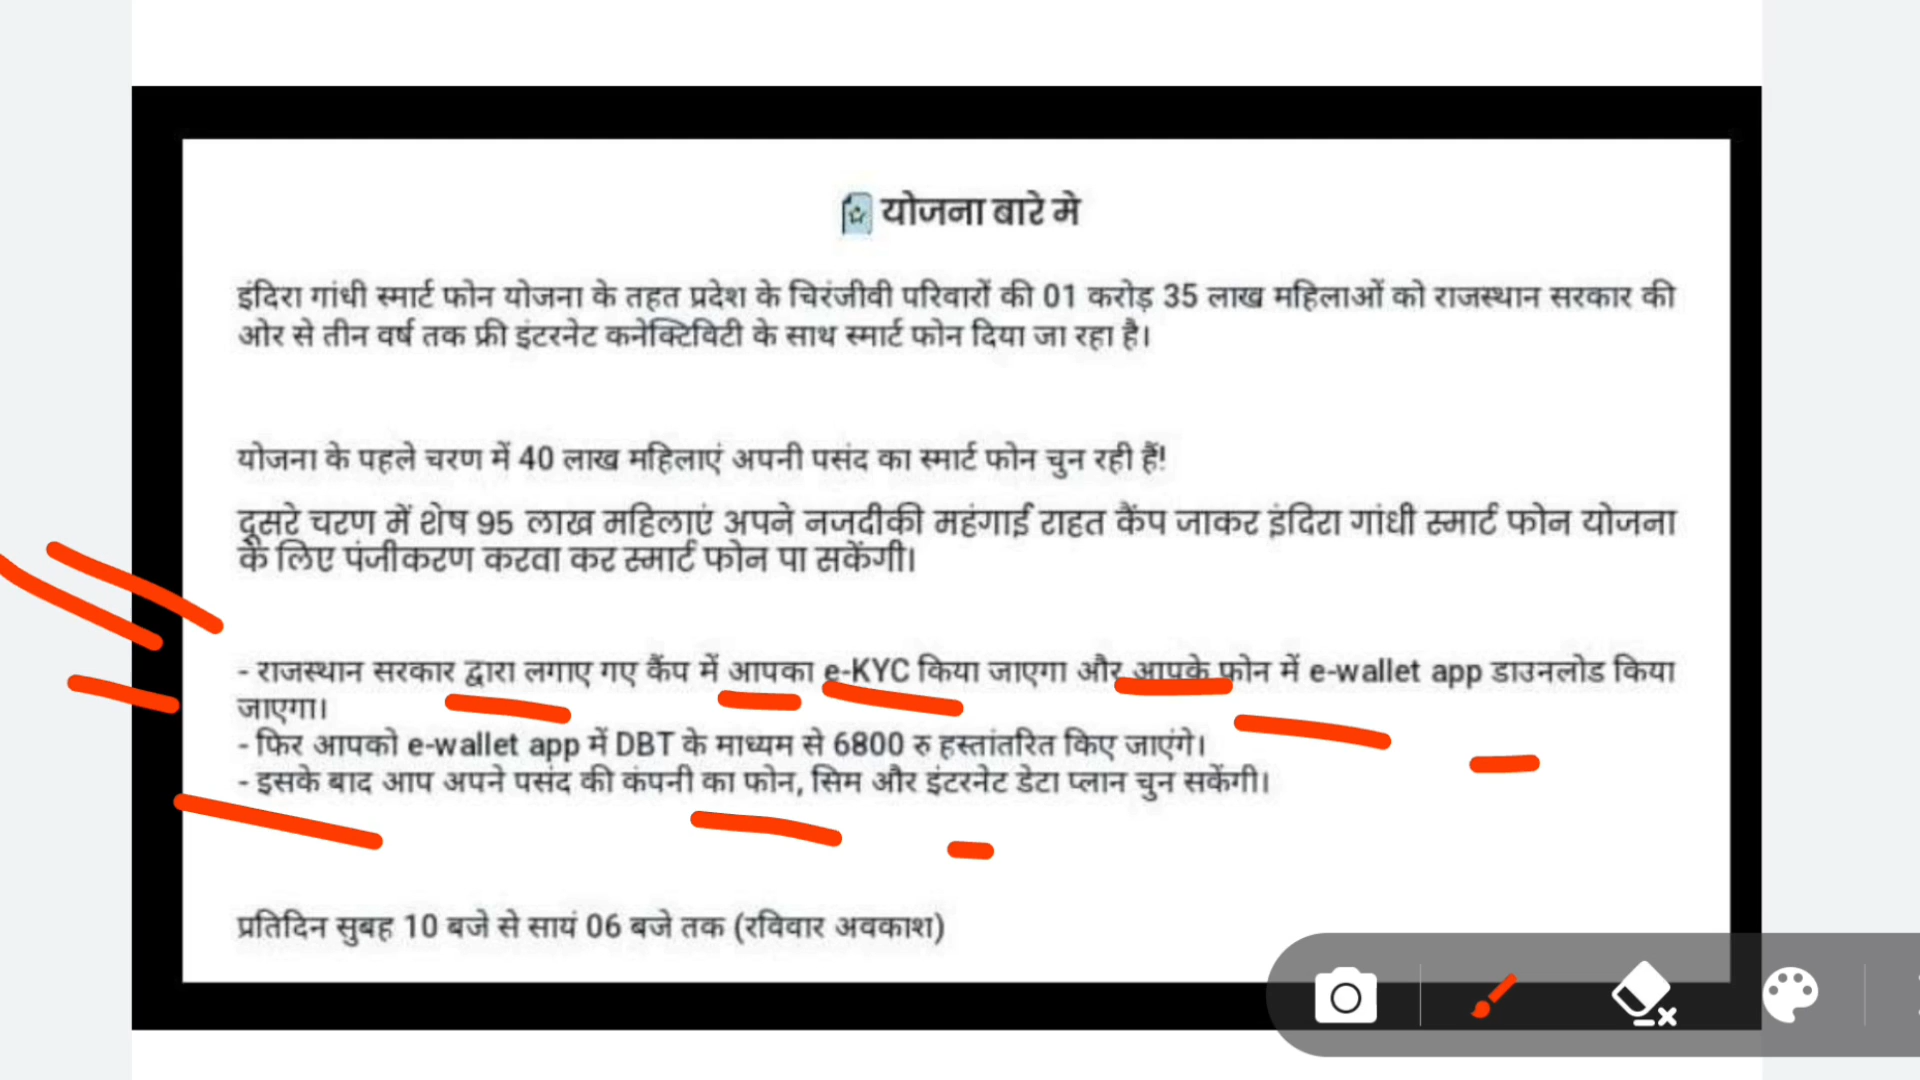 योजना बारे मे
इंदिरा गांधी स्मार्ट फोन योजना के तहत प्रदेश के चिरंजीवी परिवारों की 01 करोड़ 35 लाख महिलाओं को राजस्थान सरकार की
ओर से तीन वर्ष तक फ्री इंटरनेट कनेक्टिविटी के साथ स्मार्ट फोन दिया जा रहा है।
योजना के पहले चरण में 40 लाख महिलाएं अपनी पसंद का स्मार्ट फोन चुन रही हैं!
दूसरे चरण में शेष 95 लाख महिलाएं अपने नजदीकी महंगाई राहत कैंप जाकर इंदिरा गांधी स्मार्ट फोन योजना
के लिए पंजीकरण करवा कर स्मार्ट फोन पा सकेंगी।
- राजस्थान सरकार द्वारा लगाए गए कैंप में आपका e-KYC किया जाएगा और आपके फोन में e-wallet app डाउनलोड किया
जाएगा।
- फिर आपको e-wallet app में DBT के माध्यम से 6800 रु हस्तांतरित किए जाएंगे।
- इसके बाद आप अपने पसंद की कंपनी का फोन, सिम और इंटरनेट डेटा प्लान चुन सकेंगी।
प्रतिदिन सुबह 10 बजे से सायं 06 बजे तक (रविवार अवकाश)